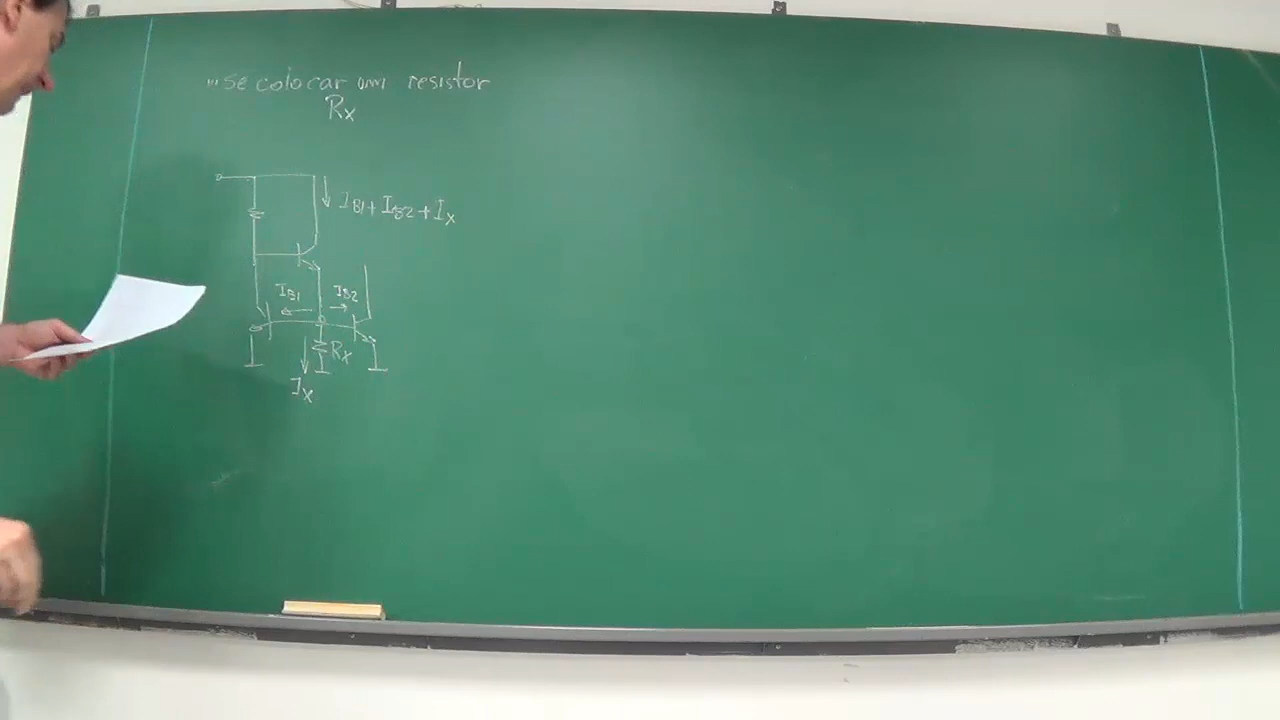 ...se colocar um resistor
Rx
IB1 + IB2 + Ix
IB1 IB2
Rx
Ix